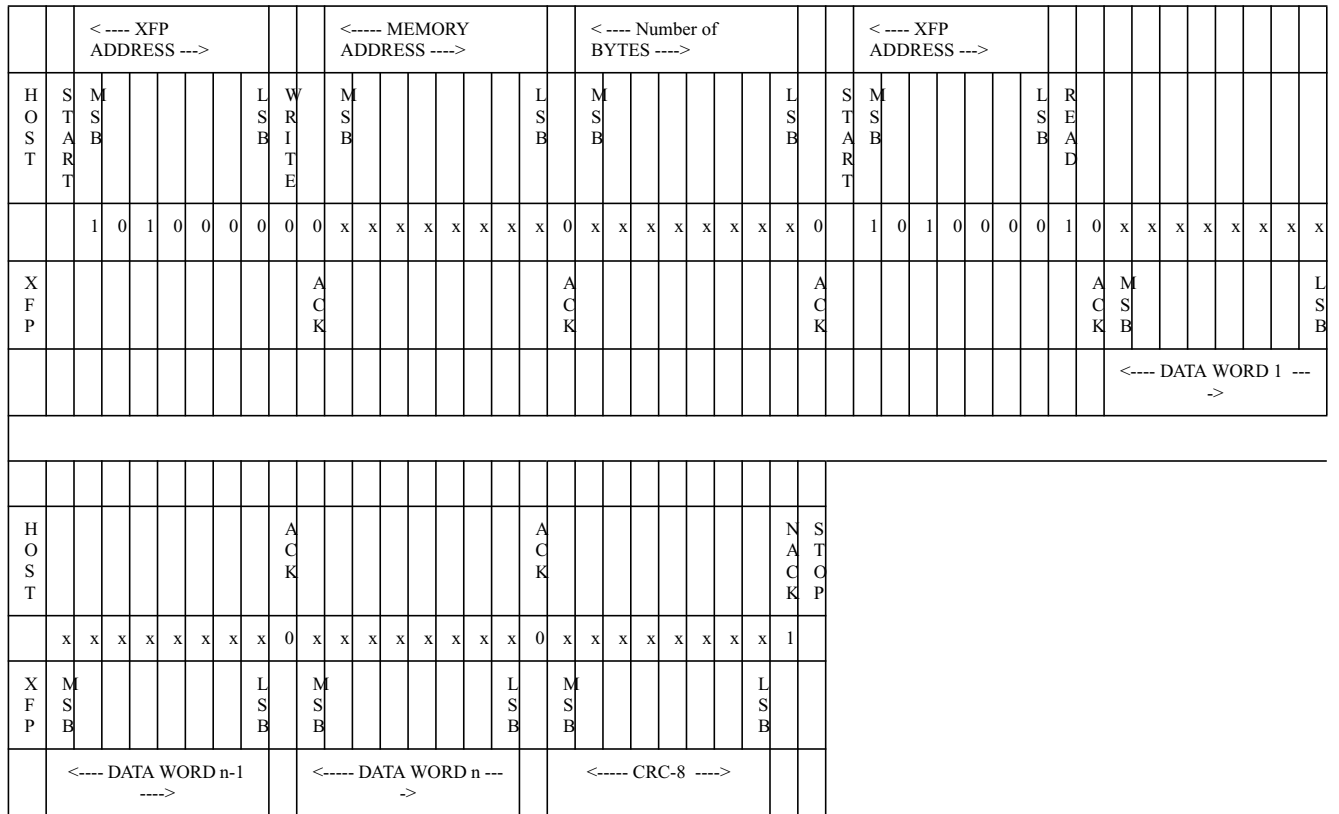 < ---- XFP
ADDRESS --->
<----- MEMORY
ADDRESS ---->
< ---- Number of
BYTES ---->
< ---- XFP
ADDRESS --->
HOST START MSB LSB WRITE MSB LSB MSB LSB START MSB LSB READ
1 0 1 0 0 0 0 0 0 x x x x x x x x 0 x x x x x x x x 0 1 0 1 0 0 0 0 1 0 x x x x x x x x
XFP ACK ACK ACK ACK MSB LSB
<---- DATA WORD 1 ---
->
HOST ACK ACK NACK STOP
x x x x x x x x 0 x x x x x x x x 0 x x x x x x x x 1
XFP MSB LSB MSB LSB MSB LSB
<---- DATA WORD n-1
---->
<----- DATA WORD n ---
->
<----- CRC-8 ---->